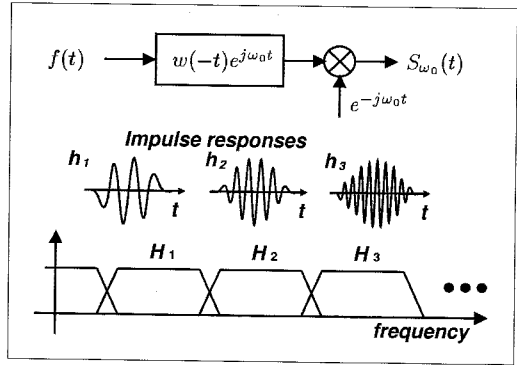 f(t) w(−t)e^{jω₀t} S_{ω₀}(t)
e^{−jω₀t}
Impulse responses
h₁ h₂ h₃
t t t
H₁ H₂ H₃
frequency